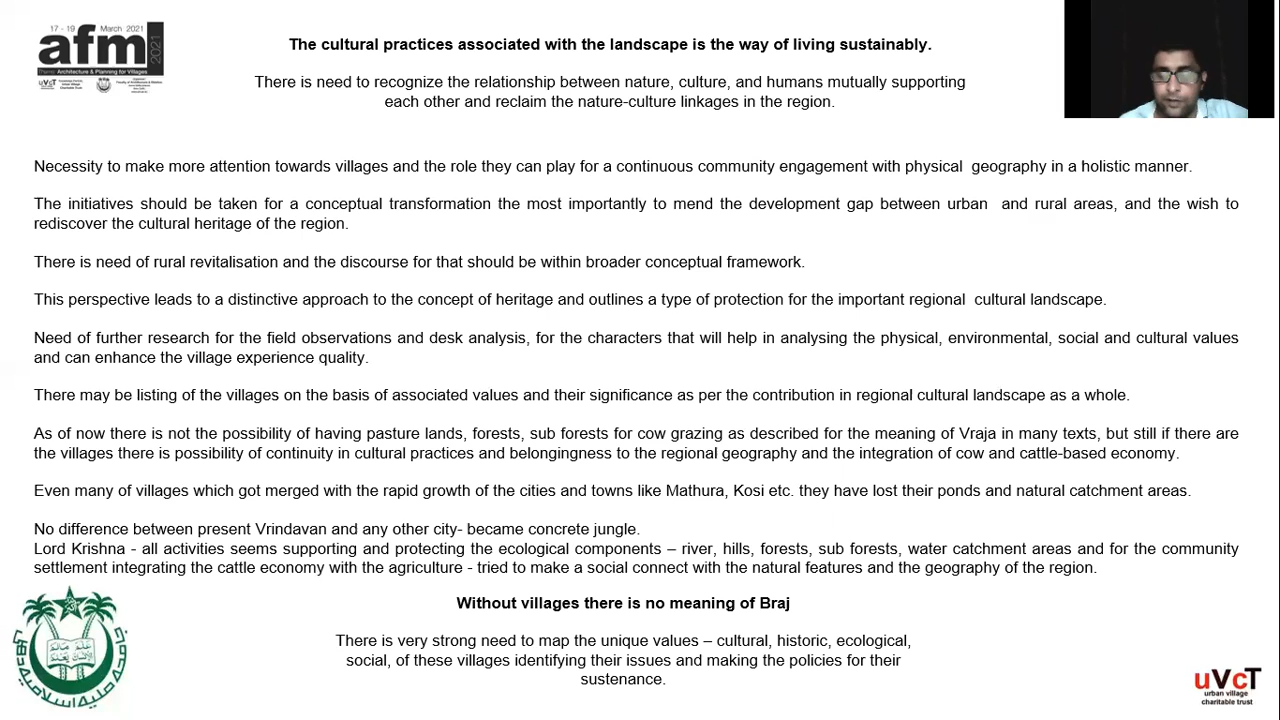 17 - 19 March 2021
afm 2021
Architecture & Planning for Villages
The cultural practices associated with the landscape is the way of living sustainably.
There is need to recognize the relationship between nature, culture, and humans mutually supporting
each other and reclaim the nature-culture linkages in the region.
Necessity to make more attention towards villages and the role they can play for a continuous community engagement with physical geography in a holistic manner.
The initiatives should be taken for a conceptual transformation the most importantly to mend the development gap between urban and rural areas, and the wish to
rediscover the cultural heritage of the region.
There is need of rural revitalisation and the discourse for that should be within broader conceptual framework.
This perspective leads to a distinctive approach to the concept of heritage and outlines a type of protection for the important regional cultural landscape.
Need of further research for the field observations and desk analysis, for the characters that will help in analysing the physical, environmental, social and cultural values
and can enhance the village experience quality.
There may be listing of the villages on the basis of associated values and their significance as per the contribution in regional cultural landscape as a whole.
As of now there is not the possibility of having pasture lands, forests, sub forests for cow grazing as described for the meaning of Vraja in many texts, but still if there are
the villages there is possibility of continuity in cultural practices and belongingness to the regional geography and the integration of cow and cattle-based economy.
Even many of villages which got merged with the rapid growth of the cities and towns like Mathura, Kosi etc. they have lost their ponds and natural catchment areas.
No difference between present Vrindavan and any other city- became concrete jungle.
Lord Krishna - all activities seems supporting and protecting the ecological components – river, hills, forests, sub forests, water catchment areas and for the community
settlement integrating the cattle economy with the agriculture - tried to make a social connect with the natural features and the geography of the region.
Without villages there is no meaning of Braj
There is very strong need to map the unique values – cultural, historic, ecological,
social, of these villages identifying their issues and making the policies for their
sustenance.
uVcT
urban village
charitable trust